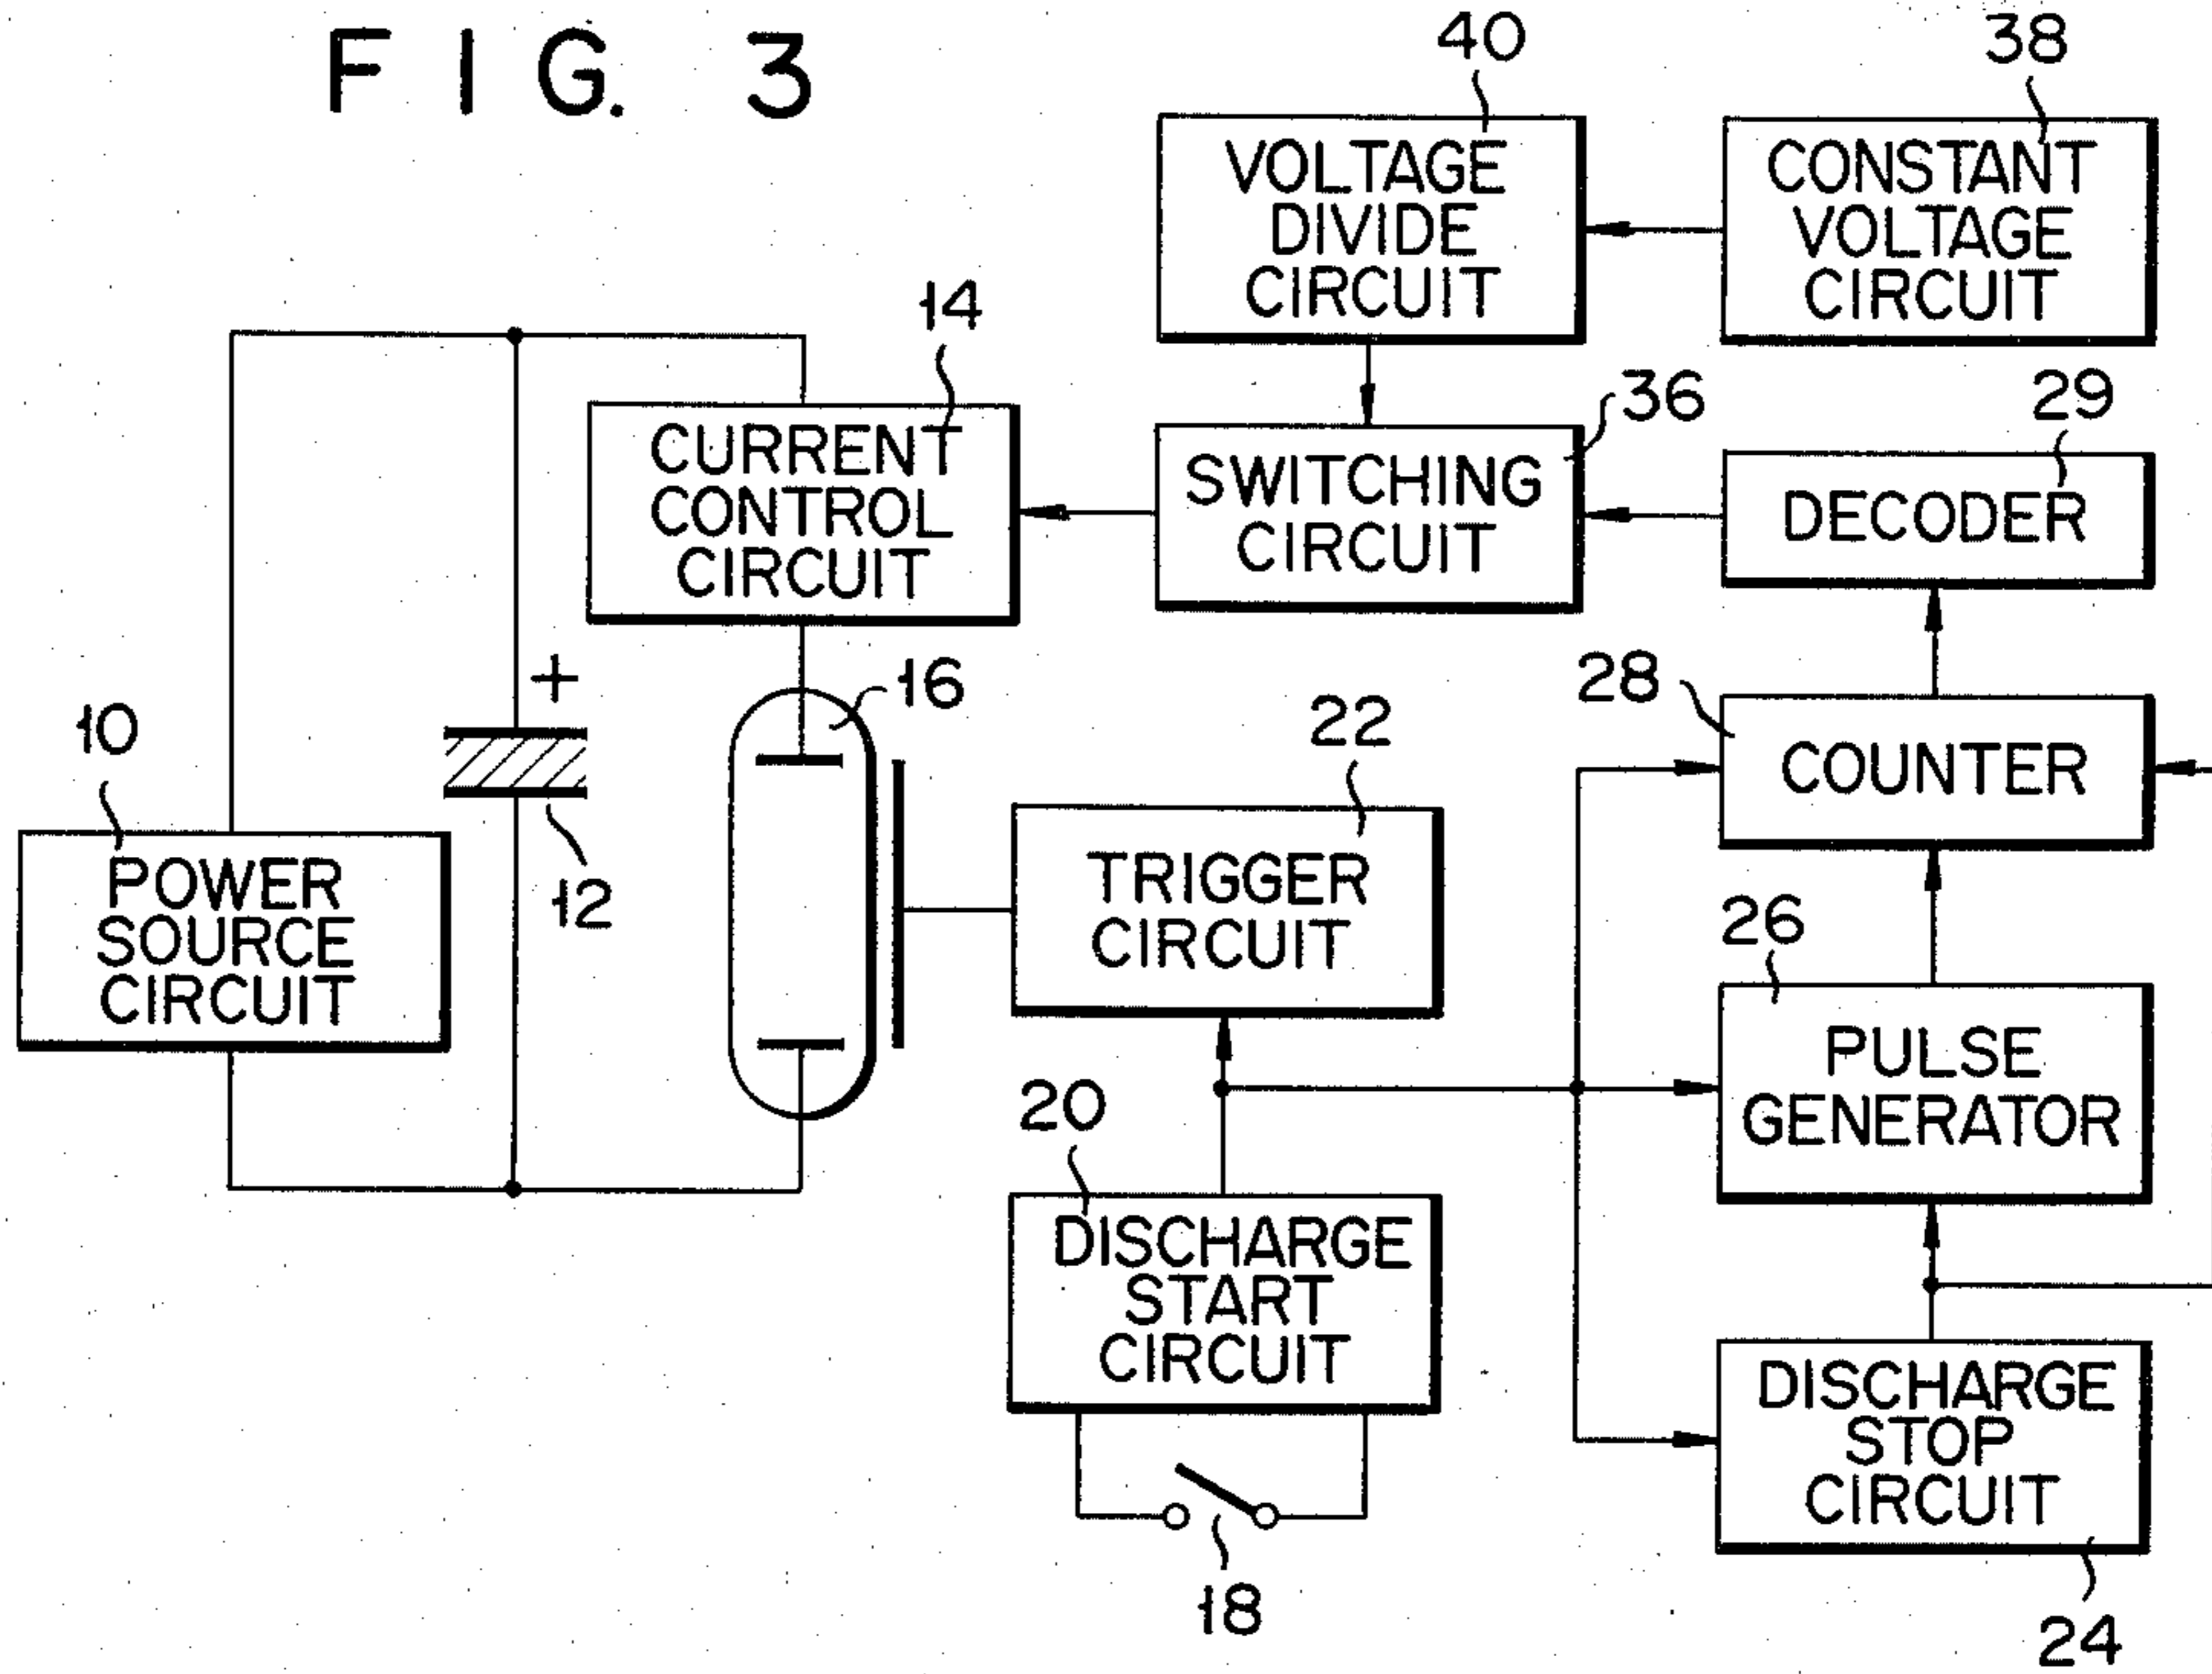 FIG. 3
40
38
VOLTAGE
DIVIDE
CIRCUIT
CONSTANT
VOLTAGE
CIRCUIT
14
36
29
CURRENT
CONTROL
CIRCUIT
SWITCHING
CIRCUIT
DECODER
+
16
28
10
22
COUNTER
POWER
SOURCE
CIRCUIT
12
TRIGGER
CIRCUIT
26
PULSE
GENERATOR
20
DISCHARGE
START
CIRCUIT
DISCHARGE
STOP
CIRCUIT
18
24